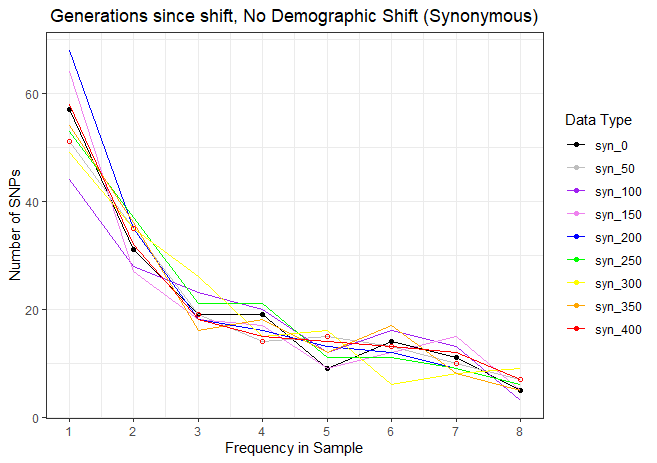 Generations since shift, No Demographic Shift (Synonymous)
Number of SNPs
60
40
20
0
1 2 3 4 5 6 7 8
Frequency in Sample
Data Type
syn_0
syn_50
syn_100
syn_150
syn_200
syn_250
syn_300
syn_350
syn_400